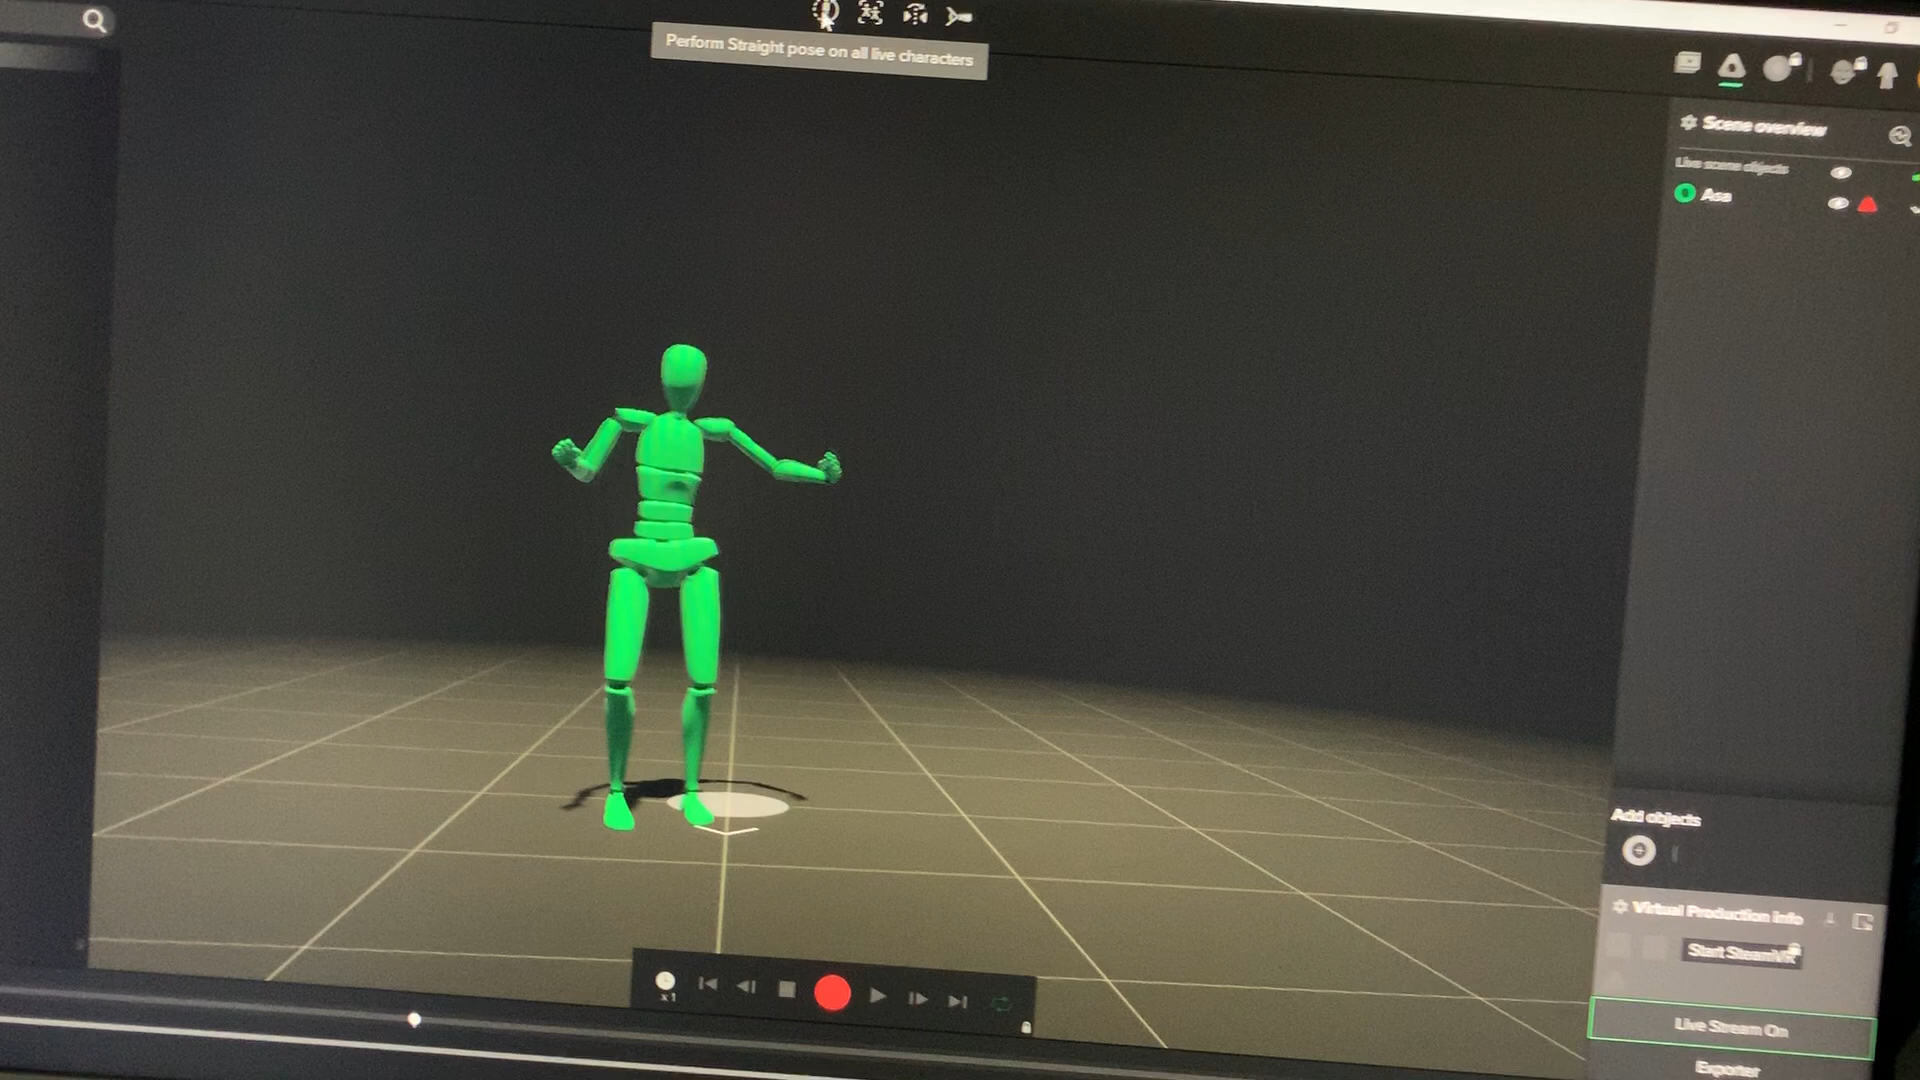 Perform Straight pose on all live characters
Scene overview
Live scene objects
Asa
Add objects
Virtual Production Info
Start SteamVR
x1
Live Stream On
Exporter